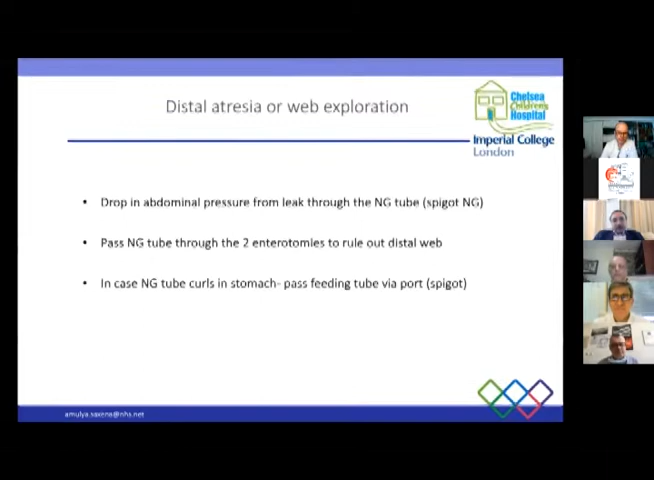 Distal atresia or web exploration
Chelsea
Children's
Hospital
Imperial College
London
• Drop in abdominal pressure from leak through the NG tube (spigot NG)
• Pass NG tube through the 2 enterotomies to rule out distal web
• In case NG tube curls in stomach- pass feeding tube via port (spigot)
amulya.saxena@nhs.net